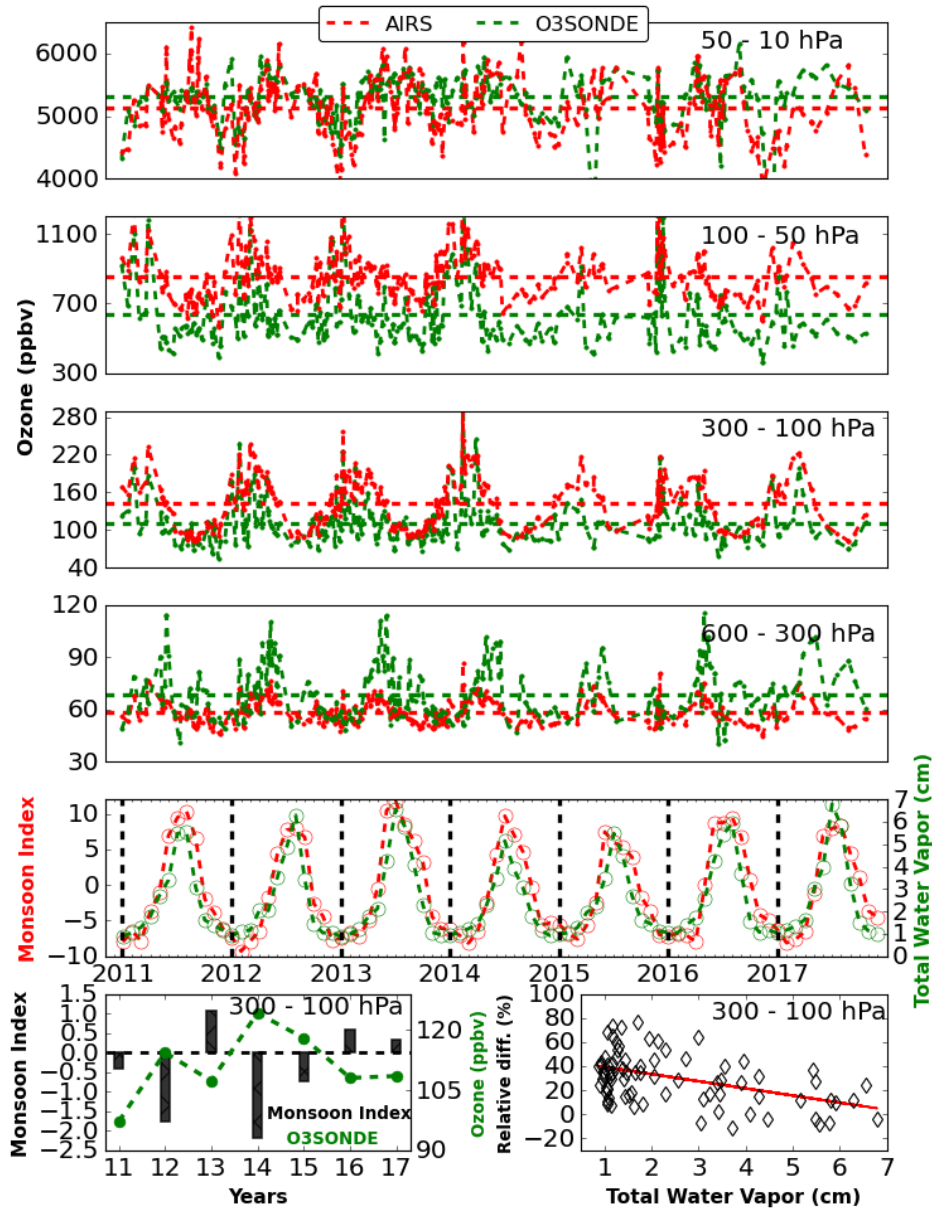 AIRS O3SONDE
50 - 10 hPa
6000
5000
4000
100 - 50 hPa
1100
700
300
Ozone (ppbv)
300 - 100 hPa
280
220
160
100
40
600 - 300 hPa
120
90
60
30
Monsoon Index
10
5
0
−5
−10
7
6
5
4
3
2
1
0
Total Water Vapor (cm)
2011 2012 2013 2014 2015 2016 2017
300 - 100 hPa
Monsoon Index
1.5
1.0
0.5
0.0
−0.5
−1.0
−1.5
−2.0
−2.5
120
105
90
Ozone (ppbv)
Monsoon Index
O3SONDE
11 12 13 14 15 16 17
Years
300 - 100 hPa
Relative diff. (%)
100
80
60
40
20
0
−20
1 2 3 4 5 6 7
Total Water Vapor (cm)